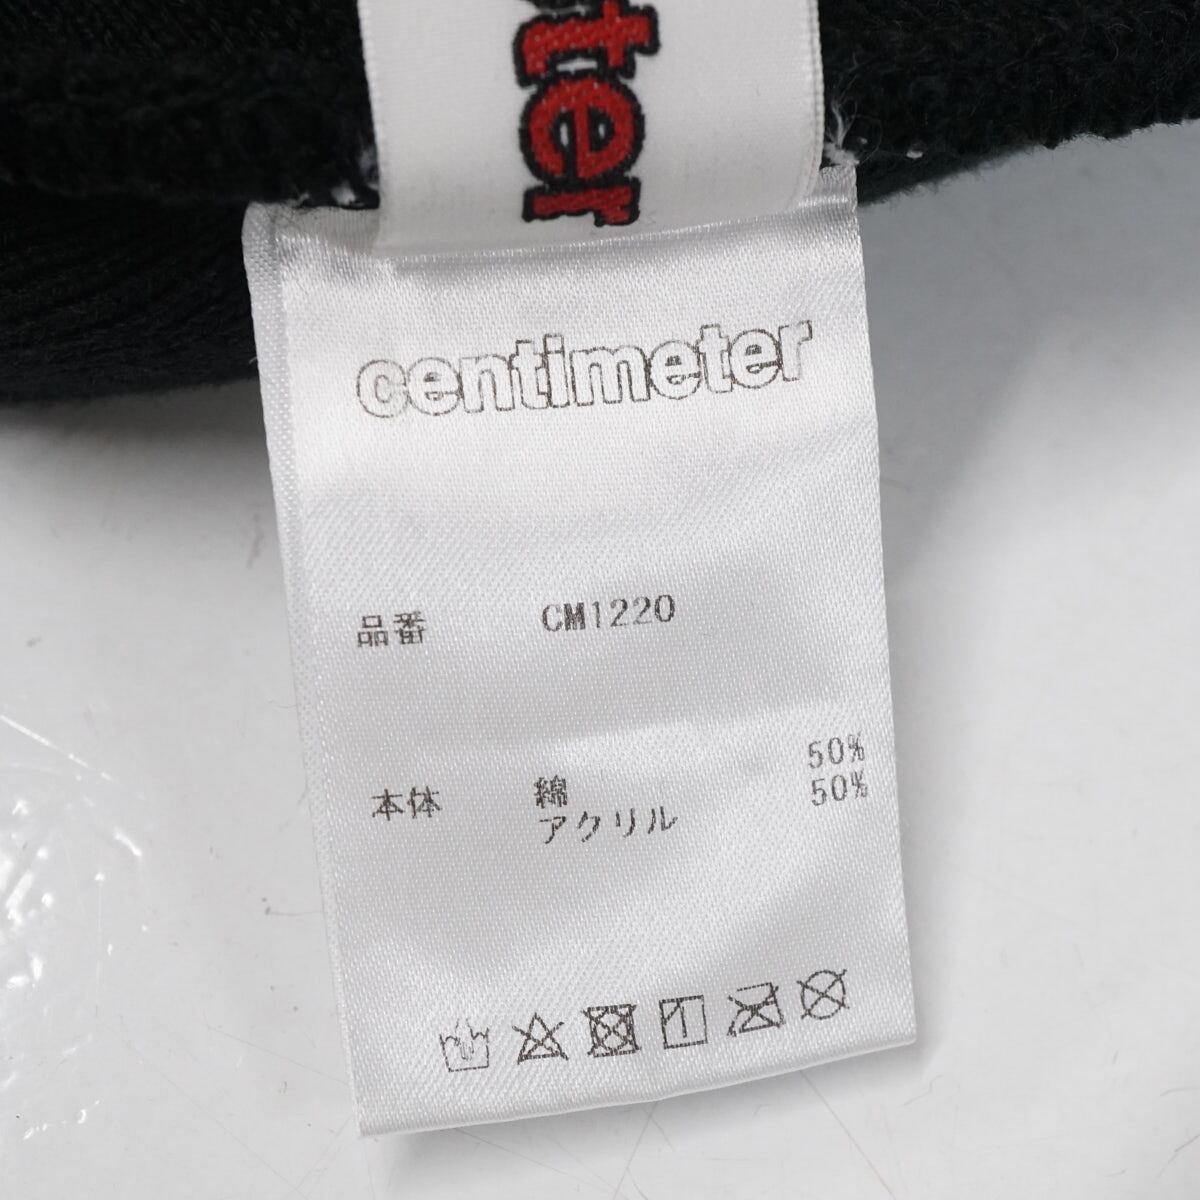 ter
centimeter
品番 CM1220
本体 綿 50%
アクリル 50%